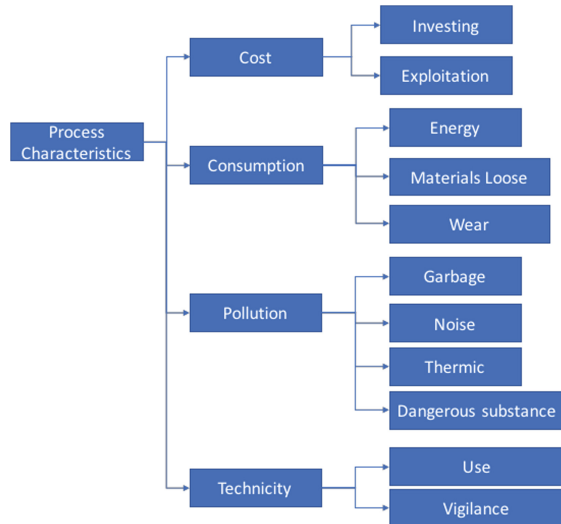 Process
Characteristics
Cost
Investing
Exploitation
Consumption
Energy
Materials Loose
Wear
Pollution
Garbage
Noise
Thermic
Dangerous substance
Technicity
Use
Vigilance